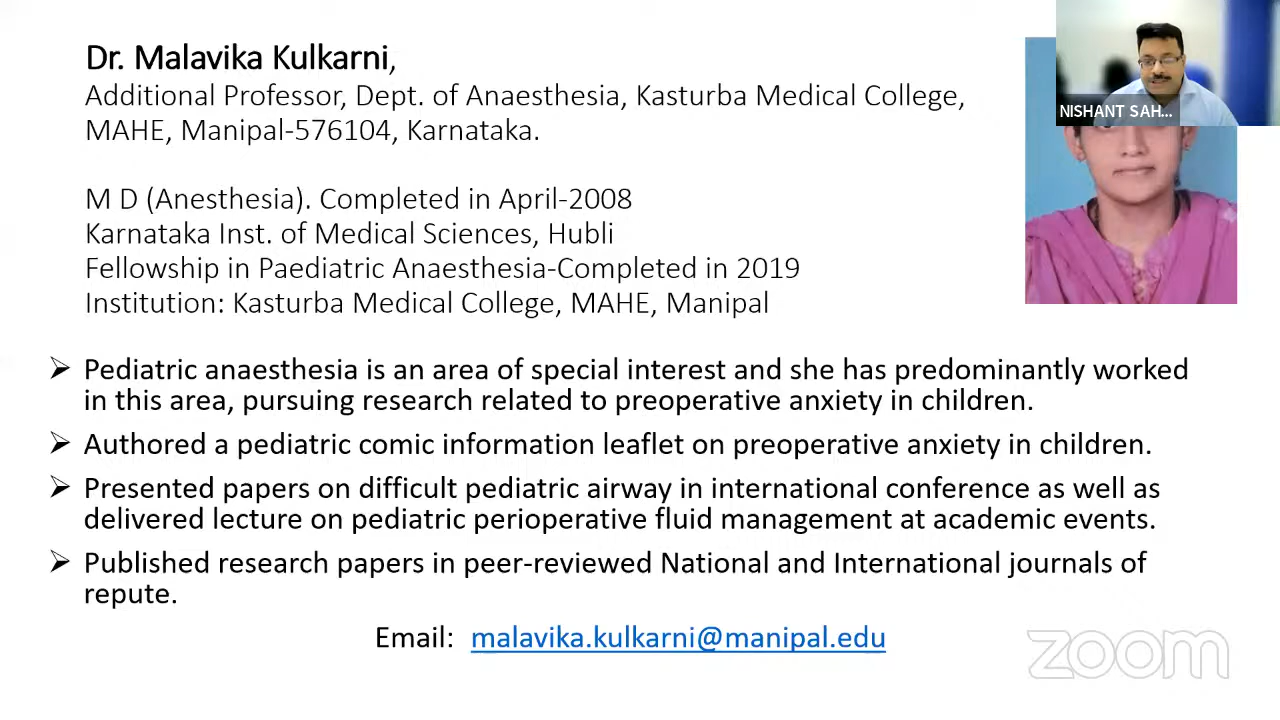 Dr. Malavika Kulkarni,
Additional Professor, Dept. of Anaesthesia, Kasturba Medical College,
MAHE, Manipal-576104, Karnataka.
M D (Anesthesia). Completed in April-2008
Karnataka Inst. of Medical Sciences, Hubli
Fellowship in Paediatric Anaesthesia-Completed in 2019
Institution: Kasturba Medical College, MAHE, Manipal
➢ Pediatric anaesthesia is an area of special interest and she has predominantly worked
in this area, pursuing research related to preoperative anxiety in children.
➢ Authored a pediatric comic information leaflet on preoperative anxiety in children.
➢ Presented papers on difficult pediatric airway in international conference as well as
delivered lecture on pediatric perioperative fluid management at academic events.
➢ Published research papers in peer-reviewed National and International journals of
repute.
Email: malavika.kulkarni@manipal.edu
NISHANT SAH...
zoom